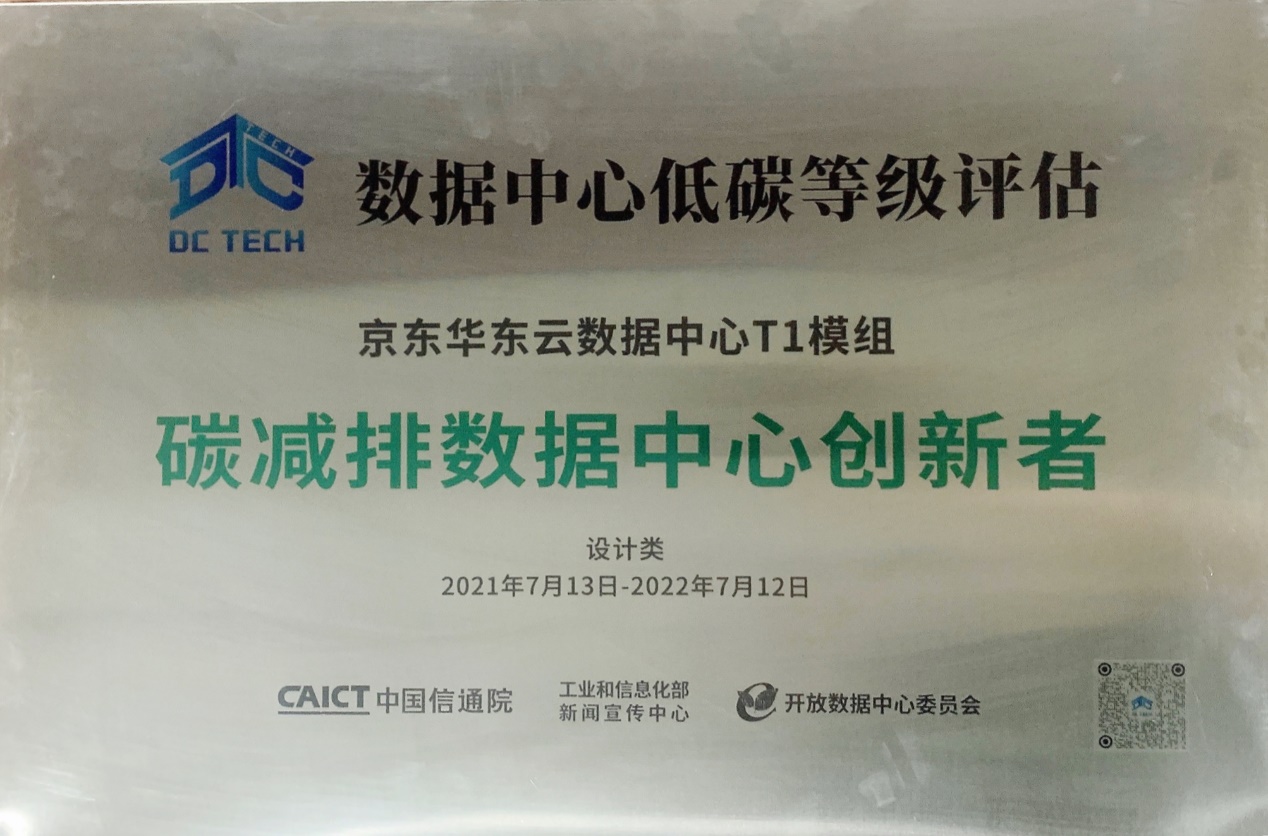 TECH
DTC
DC TECH
数据中心低碳等级评估
京东华东云数据中心T1模组
碳减排数据中心创新者
设计类
2021年7月13日-2022年7月12日
CAICT 中国信通院
工业和信息化部
新闻宣传中心
开放数据中心委员会